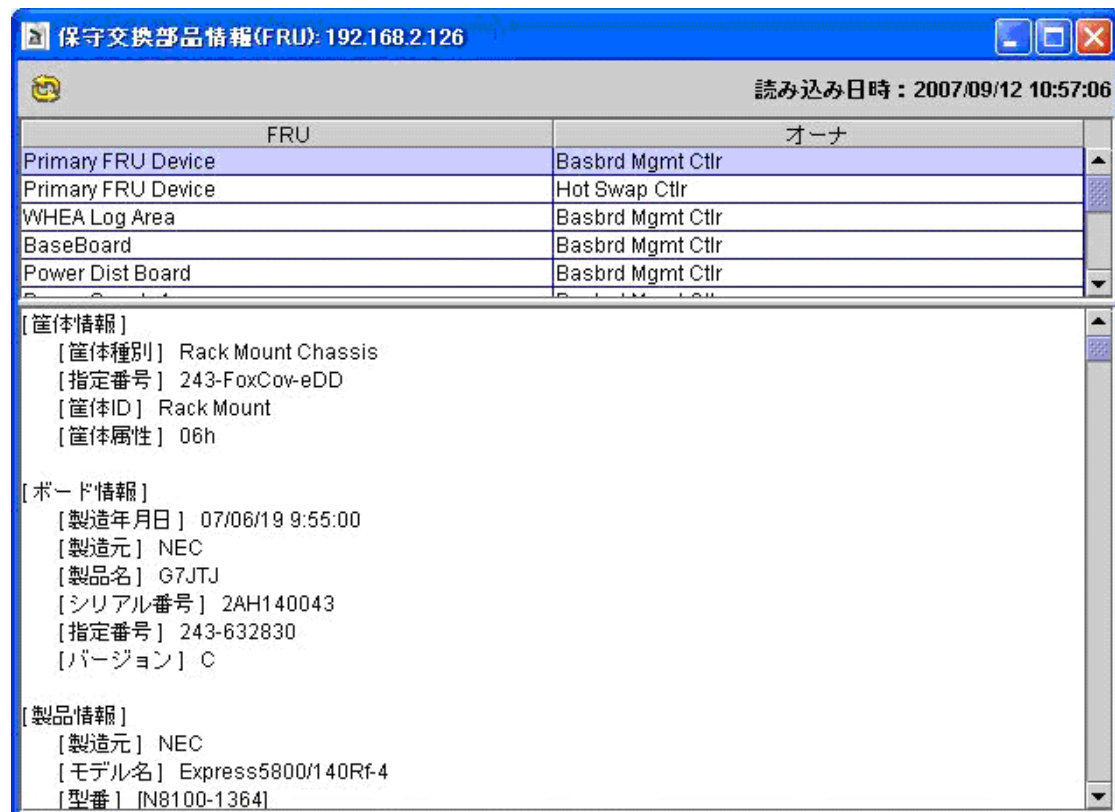 保守交換部品情報(FRU): 192.168.2.126
読み込み日時：2007/09/12 10:57:06
FRU オーナ
Primary FRU Device Basbrd Mgmt Ctlr
Primary FRU Device Hot Swap Ctlr
WHEA Log Area Basbrd Mgmt Ctlr
BaseBoard Basbrd Mgmt Ctlr
Power Dist Board Basbrd Mgmt Ctlr
[筐体情報]
[筐体種別] Rack Mount Chassis
[指定番号] 243-FoxCov-eDD
[筐体ID] Rack Mount
[筐体属性] 06h
[ボード情報]
[製造年月日] 07/06/19 9:55:00
[製造元] NEC
[製品名] G7JTJ
[シリアル番号] 2AH140043
[指定番号] 243-632830
[バージョン] C
[製品情報]
[製造元] NEC
[モデル名] Express5800/140Rf-4
[型番] [N8100-1364]